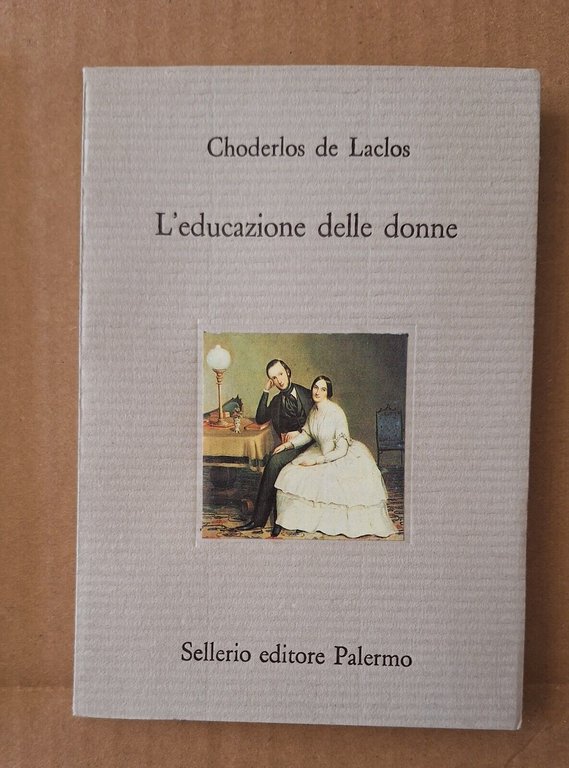 Choderlos de Laclos
L'educazione delle donne
Sellerio editore Palermo